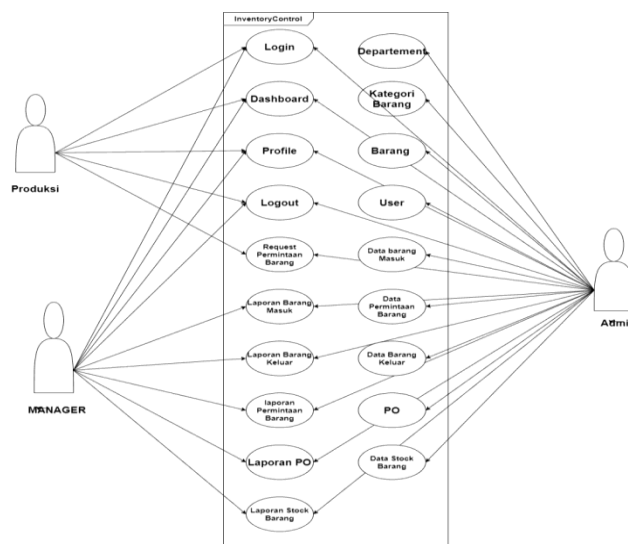 InventoryControl
Login
Departement
Dashboard
Kategori
Barang
Profile
Barang
Produksi
Logout
User
Request
Permintaan
Barang
Data barang
Masuk
Laporan Barang
Masuk
Data
Permintaan
Barang
Admi
MANAGER
Laporan Barang
Keluar
Data Barang
Keluar
laporan
Permintaan
Barang
PO
Laporan PO
Data Stock
Barang
Laporan Stock
Barang